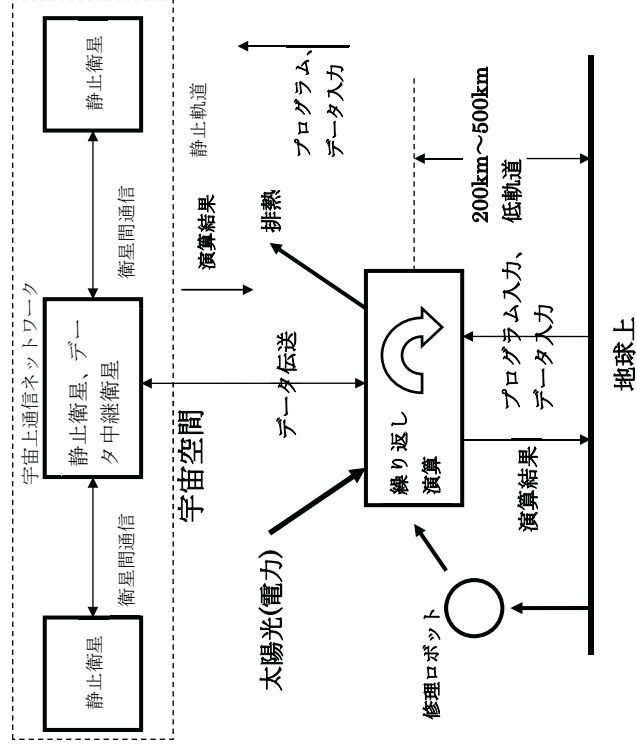 宇宙上通信ネットワーク
静止衛星
衛星間通信
静止衛星、デー
タ中継衛星
衛星間通信
静止衛星
宇宙空間
演算結果
静止軌道
太陽光(電力)
データ伝送
排熱
プログラム、
データ入力
繰り返し
演算
修理ロボット
演算結果
プログラム入力、
データ入力
200km～500km
低軌道
地球上